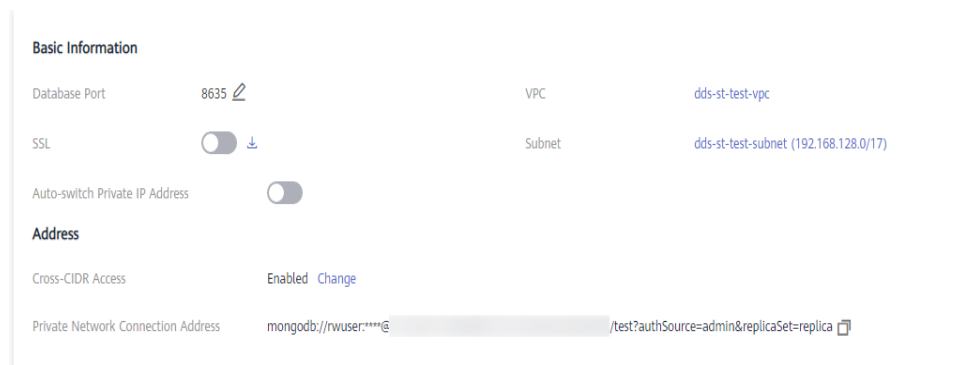 Basic Information
Database Port 8635 VPC dds-st-test-vpc
SSL Subnet dds-st-test-subnet (192.168.128.0/17)
Auto-switch Private IP Address
Address
Cross-CIDR Access Enabled Change
Private Network Connection Address mongodb://rwuser:****@ /test?authSource=admin&replicaSet=replica